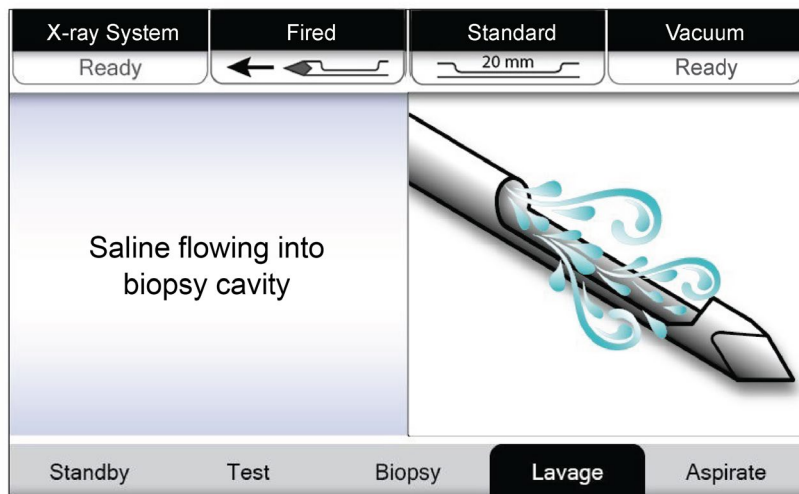 X-ray System Fired Standard Vacuum
Ready 20 mm Ready
Saline flowing into
biopsy cavity
Standby Test Biopsy Lavage Aspirate